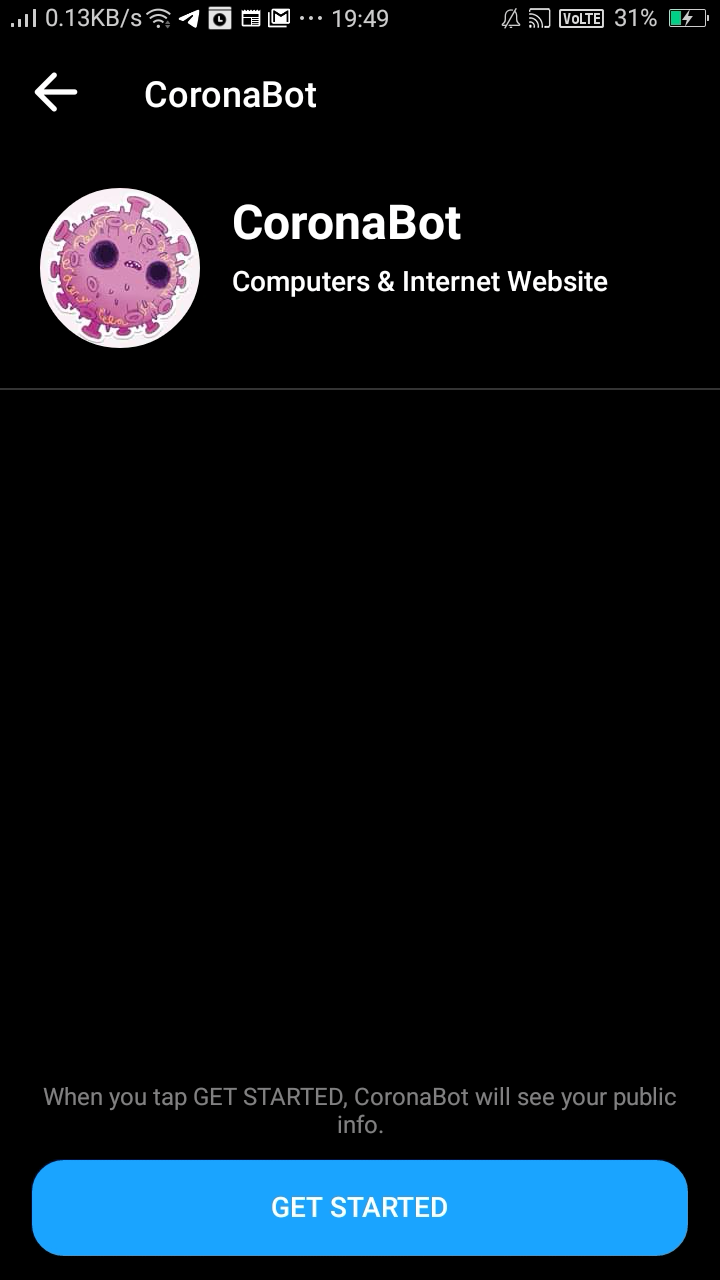 0.13KB/s ... 19:49 VoLTE 31%
CoronaBot
CoronaBot
Computers & Internet Website
When you tap GET STARTED, CoronaBot will see your public
info.
GET STARTED